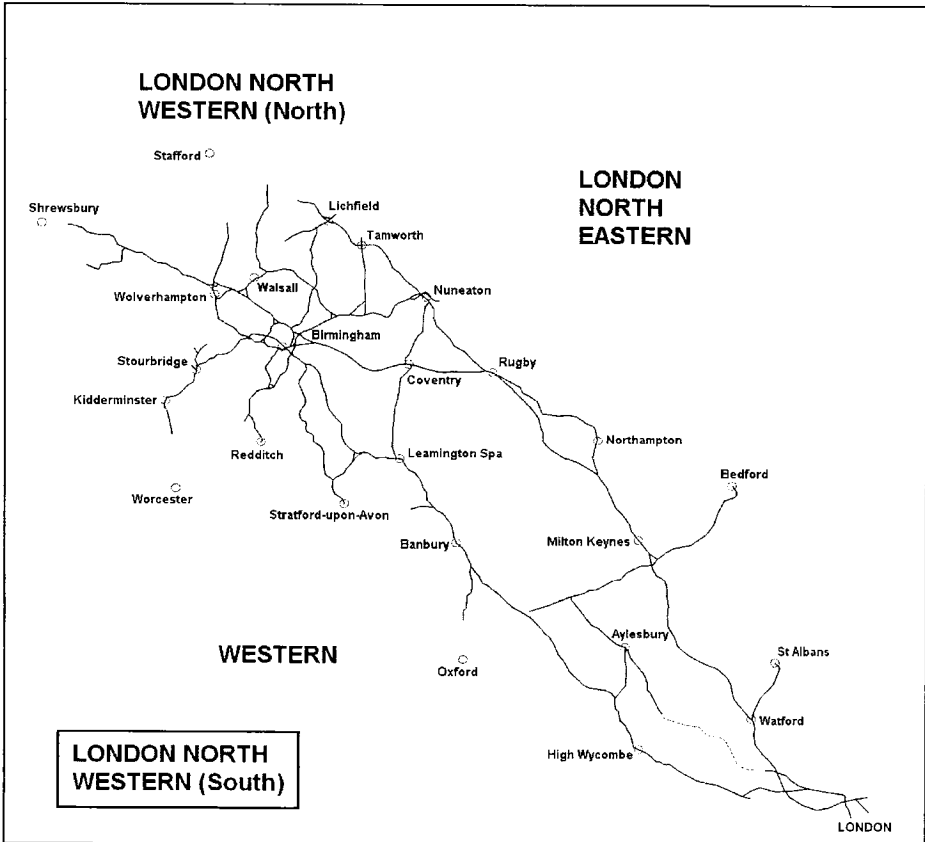 LONDON NORTH
WESTERN (North)
Stafford
LONDON
NORTH
EASTERN
Shrewsbury
Lichfield
Tamworth
Walsall
Wolverhampton
Nuneaton
Birmingham
Stourbridge
Rugby
Coventry
Kidderminster
Northampton
Redditch
Leamington Spa
Bedford
Worcester
Stratford-upon-Avon
Banbury
Milton Keynes
Aylesbury
WESTERN
St Albans
Oxford
Watford
LONDON NORTH
WESTERN (South)
High Wycombe
LONDON